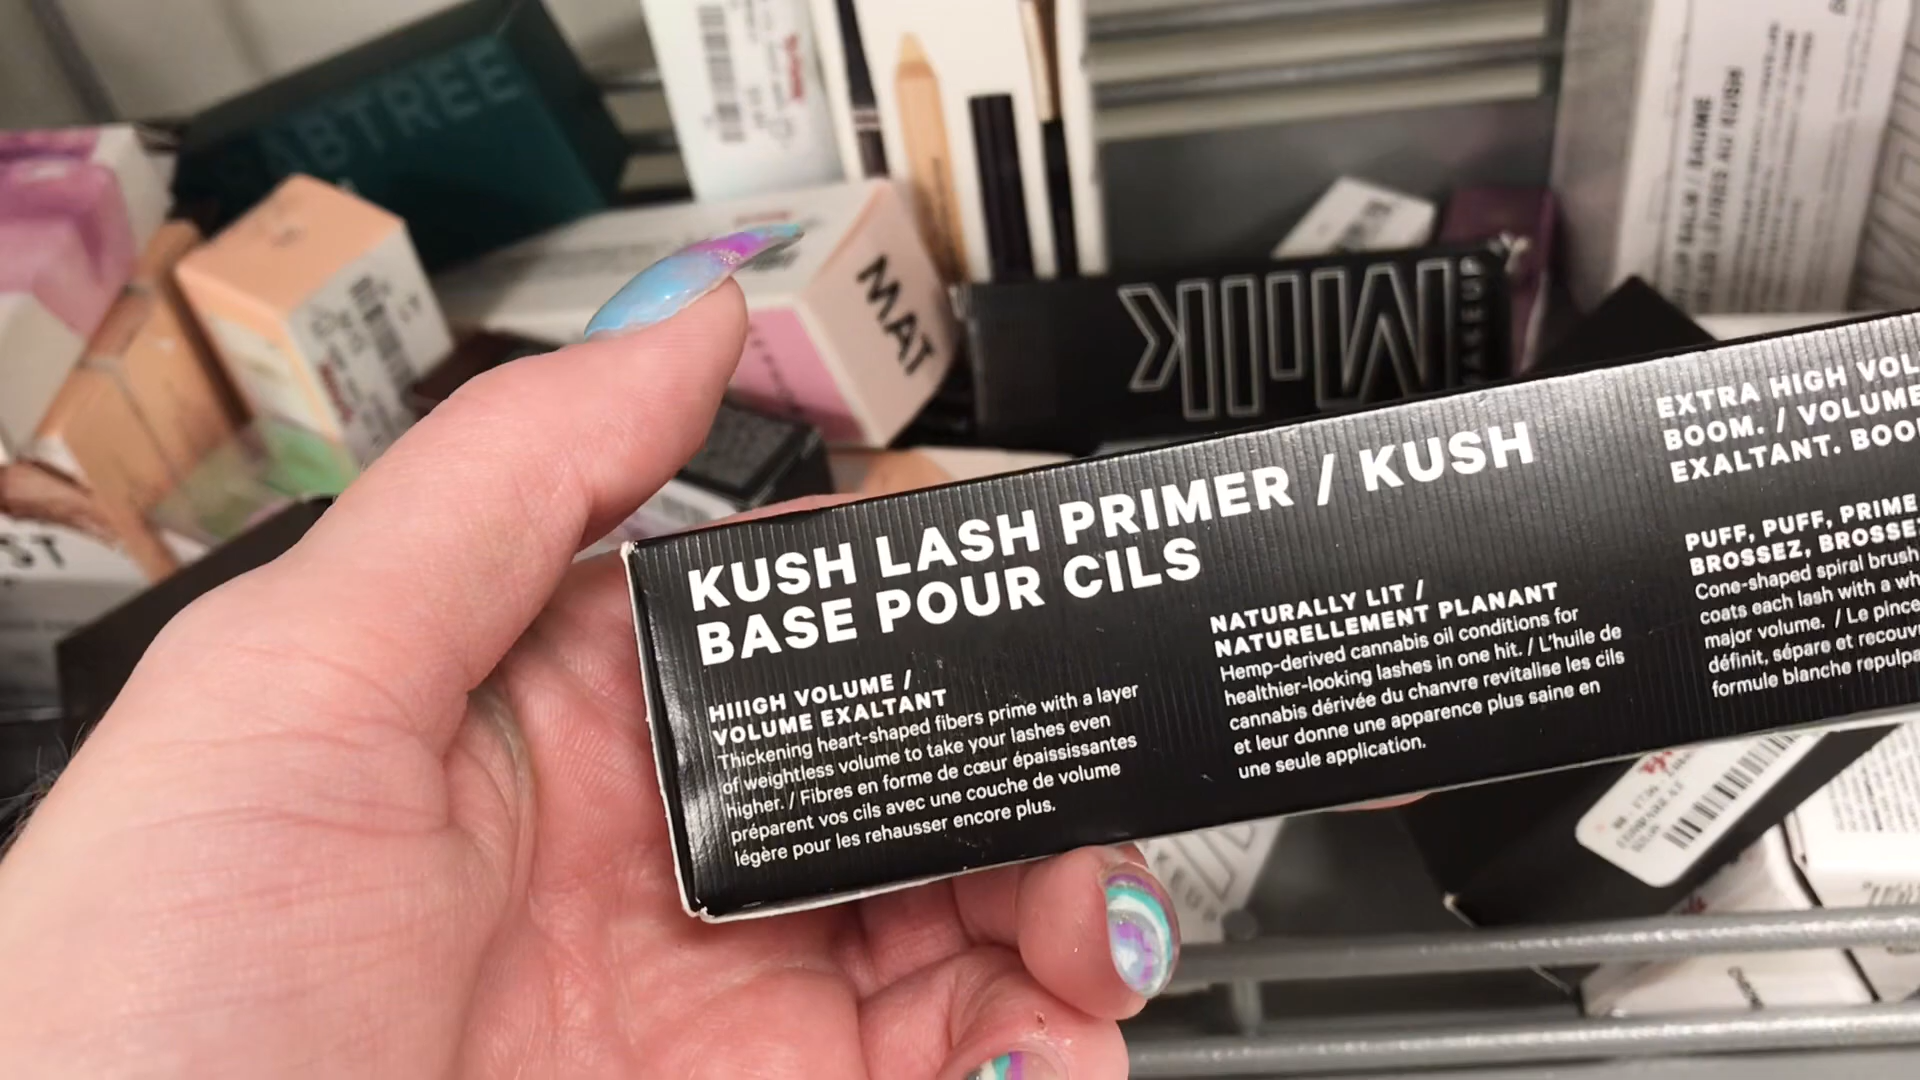 ABTREE
MAT
Milk
MAKEUP
ST
KUSH LASH PRIMER / KUSH
BASE POUR CILS
HIIIGH VOLUME /
VOLUME EXALTANT
Thickening heart-shaped fibers prime with a layer
of weightless volume to take your lashes even
higher. / Fibres en forme de cœur épaississantes
préparent vos cils avec une couche de volume
légère pour les rehausser encore plus.
NATURALLY LIT /
NATURELLEMENT PLANANT
Hemp-derived cannabis oil conditions for
healthier-looking lashes in one hit. / L'huile de
cannabis dérivée du chanvre revitalise les cils
et leur donne une apparence plus saine en
une seule application.
EXTRA HIGH VOL
BOOM. / VOLUME
EXALTANT. BOO
PUFF, PUFF, PRIME
BROSSEZ, BROSSE
Cone-shaped spiral brush
coats each lash with a wh
major volume. / Le pince
définit, sépare et recouv
formule blanche repulpa